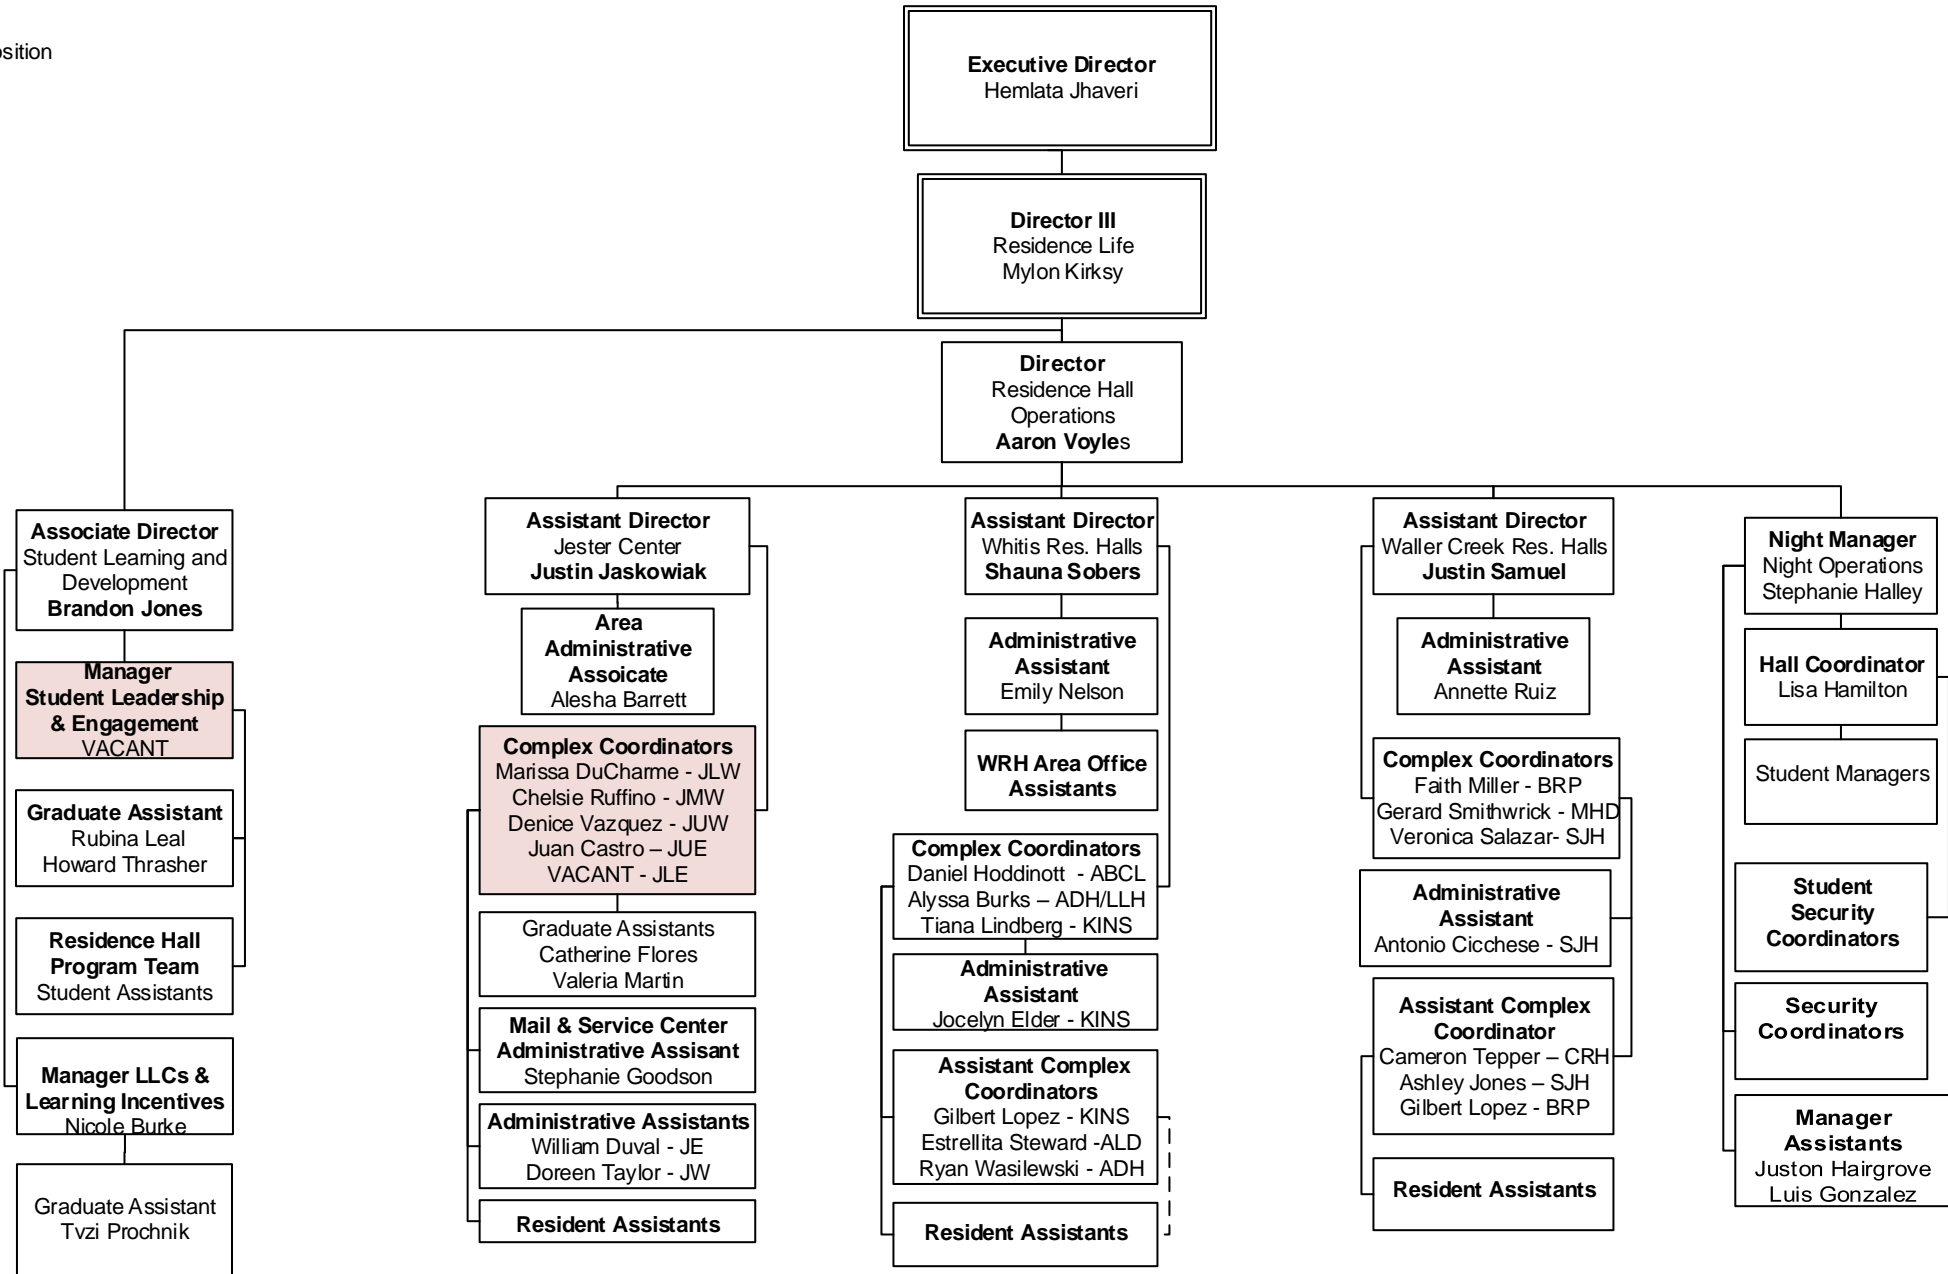 sition
Executive Director
Hemlata Jhaveri
Director III
Residence Life
Mylon Kirksy
Director
Residence Hall
Operations
Aaron Voyles
Associate Director
Student Learning and
Development
Brandon Jones
Manager
Student Leadership
& Engagement
VACANT
Graduate Assistant
Rubina Leal
Howard Thrasher
Residence Hall
Program Team
Student Assistants
Manager LLCs &
Learning Incentives
Nicole Burke
Graduate Assistant
Tvzi Prochnik
Assistant Director
Jester Center
Justin Jaskowiak
Area
Administrative
Assoicate
Alesha Barrett
Complex Coordinators
Marissa DuCharme - JLW
Chelsie Ruffino - JMW
Denice Vazquez - JUW
Juan Castro – JUE
VACANT - JLE
Graduate Assistants
Catherine Flores
Valeria Martin
Mail & Service Center
Administrative Assisant
Stephanie Goodson
Administrative Assistants
William Duval - JE
Doreen Taylor - JW
Resident Assistants
Assistant Director
Whitis Res. Halls
Shauna Sobers
Administrative
Assistant
Emily Nelson
WRH Area Office
Assistants
Complex Coordinators
Daniel Hoddinott - ABCL
Alyssa Burks – ADH/LLH
Tiana Lindberg - KINS
Administrative
Assistant
Jocelyn Elder - KINS
Assistant Complex
Coordinators
Gilbert Lopez - KINS
Estrellita Steward -ALD
Ryan Wasilewski - ADH
Resident Assistants
Assistant Director
Waller Creek Res. Halls
Justin Samuel
Administrative
Assistant
Annette Ruiz
Complex Coordinators
Faith Miller - BRP
Gerard Smithwrick - MHD
Veronica Salazar- SJH
Administrative
Assistant
Antonio Cicchese - SJH
Assistant Complex
Coordinator
Cameron Tepper – CRH
Ashley Jones – SJH
Gilbert Lopez - BRP
Resident Assistants
Night Manager
Night Operations
Stephanie Halley
Hall Coordinator
Lisa Hamilton
Student Managers
Student
Security
Coordinators
Security
Coordinators
Manager
Assistants
Juston Hairgrove
Luis Gonzalez